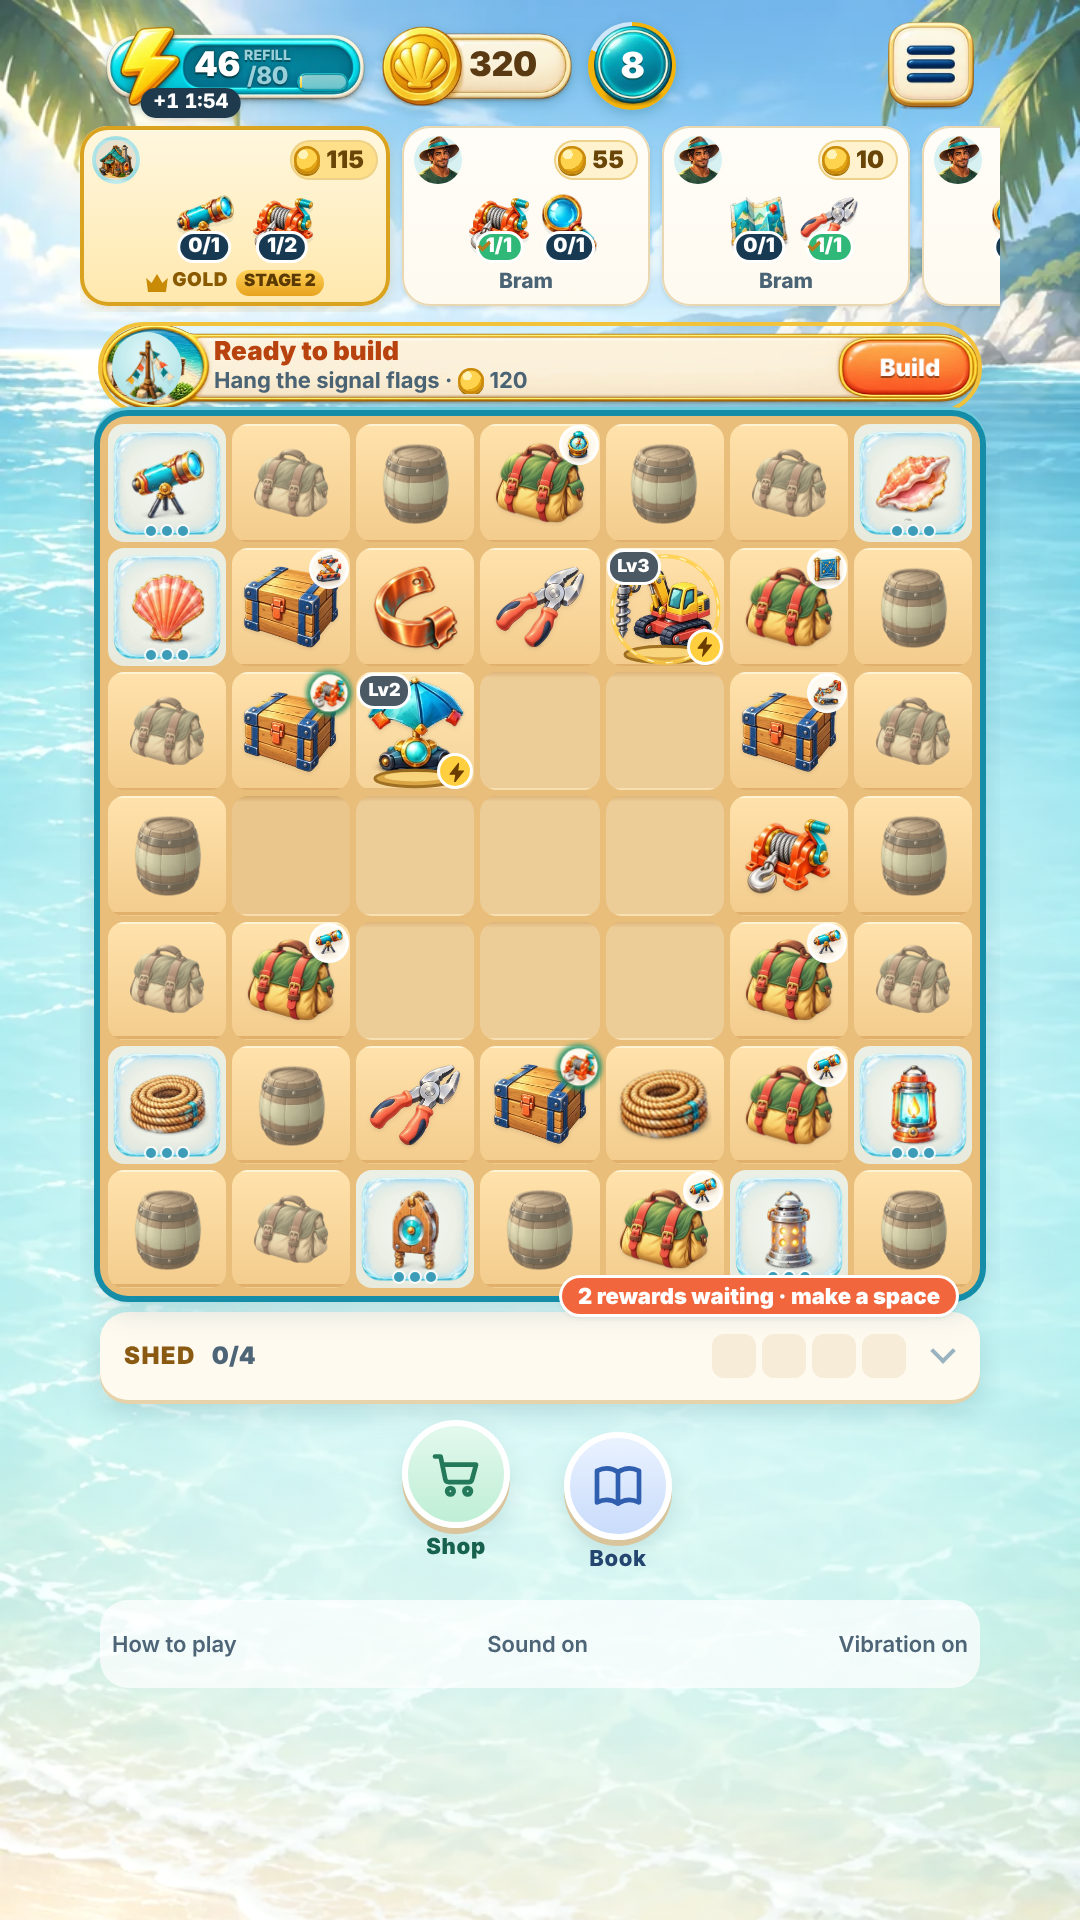 46 REFILL /80
+1 1:54
320
8
115
0/1 1/2
GOLD STAGE 2
55
1/1 0/1
Bram
10
0/1 1/1
Bram
Ready to build
Hang the signal flags · 120
Build
Lv3
Lv2
2 rewards waiting · make a space
SHED 0/4
Shop
Book
How to play
Sound on
Vibration on